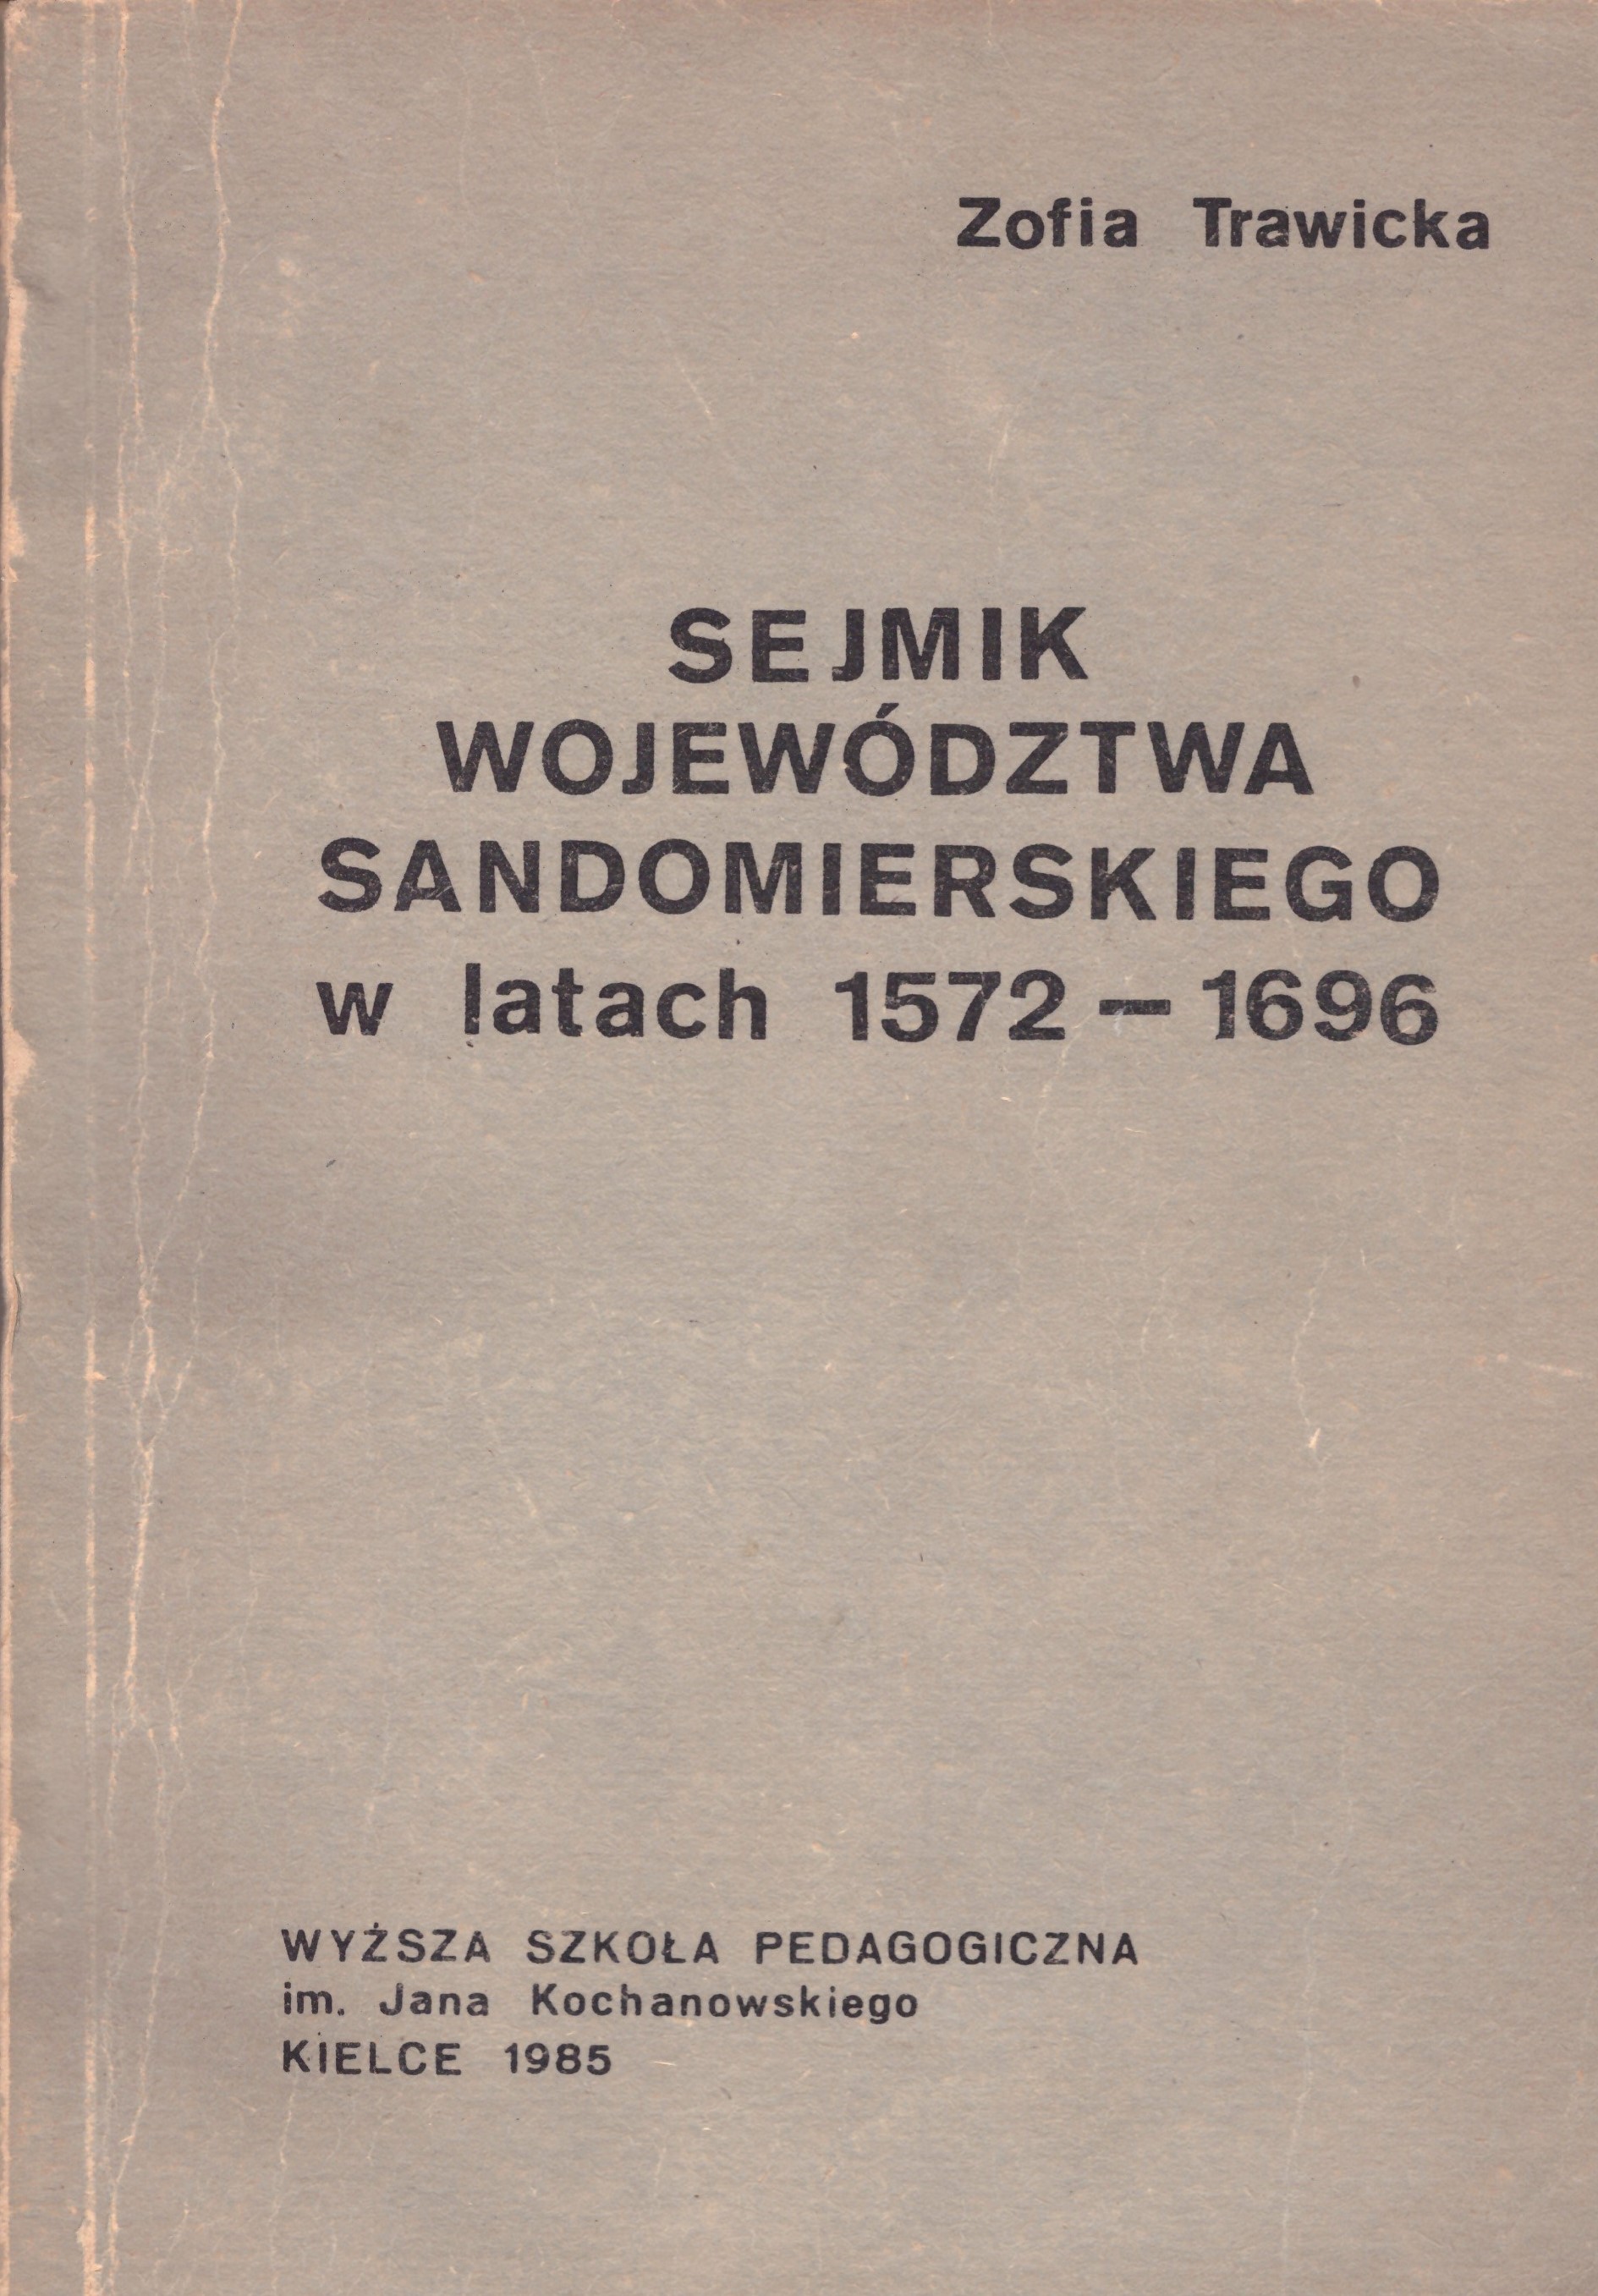 Zofia Trawicka
SEJMIK
WOJEWÓDZTWA
SANDOMIERSKIEGO
w latach 1572 – 1696
WYŻSZA SZKOŁA PEDAGOGICZNA
im. Jana Kochanowskiego
KIELCE 1985